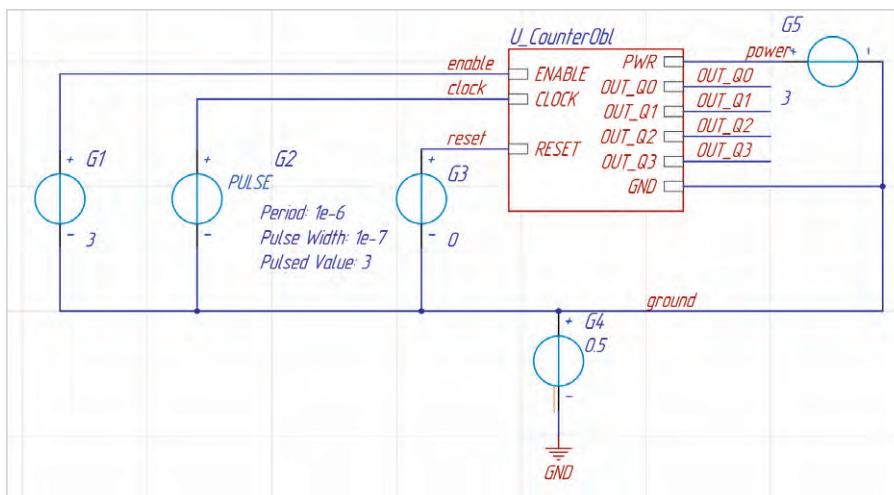 G5
U_CounterObl
enable
ENABLE
PWR
power
+
-
clock
CLOCK
OUT_Q0
OUT_Q0
OUT_Q1
OUT_Q1
3
reset
RESET
OUT_Q2
OUT_Q2
OUT_Q3
OUT_Q3
GND
+
G1
-
3
+
G2
PULSE
-
Period: 1e-6
Pulse Width: 1e-7
Pulsed Value: 3
+
G3
-
0
ground
+
G4
0.5
-
GND